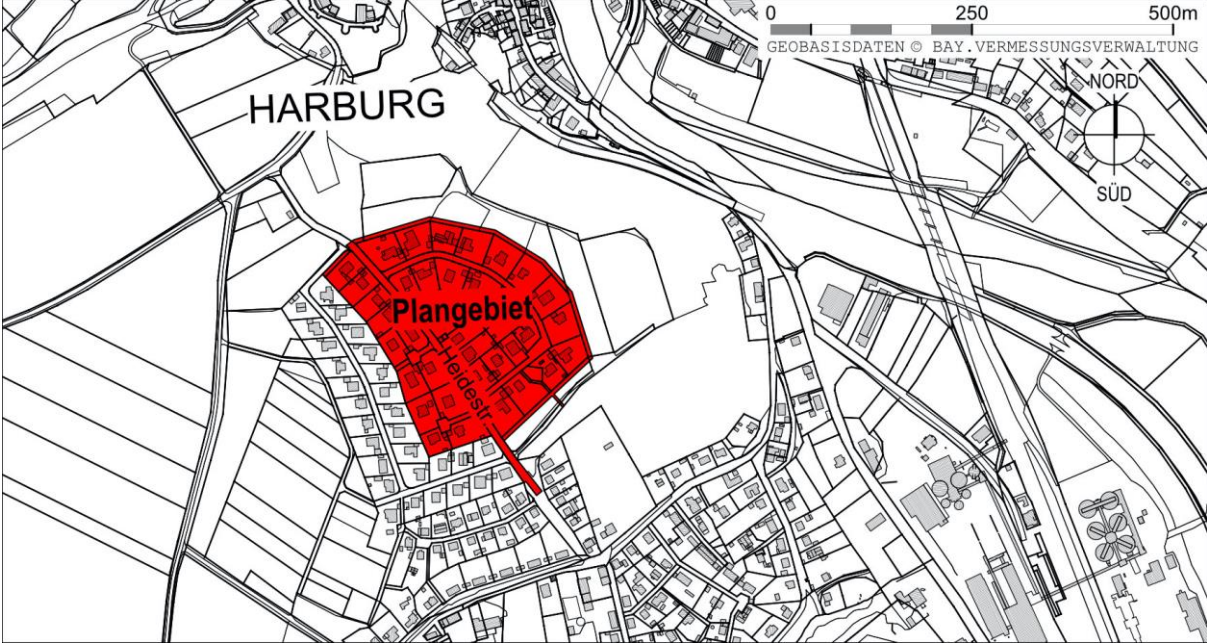 0 250 500m
GEOBASISDATEN © BAY.VERMESSUNGSVERWALTUNG
NORD
SÜD
HARBURG
Plangebiet
Heidestr